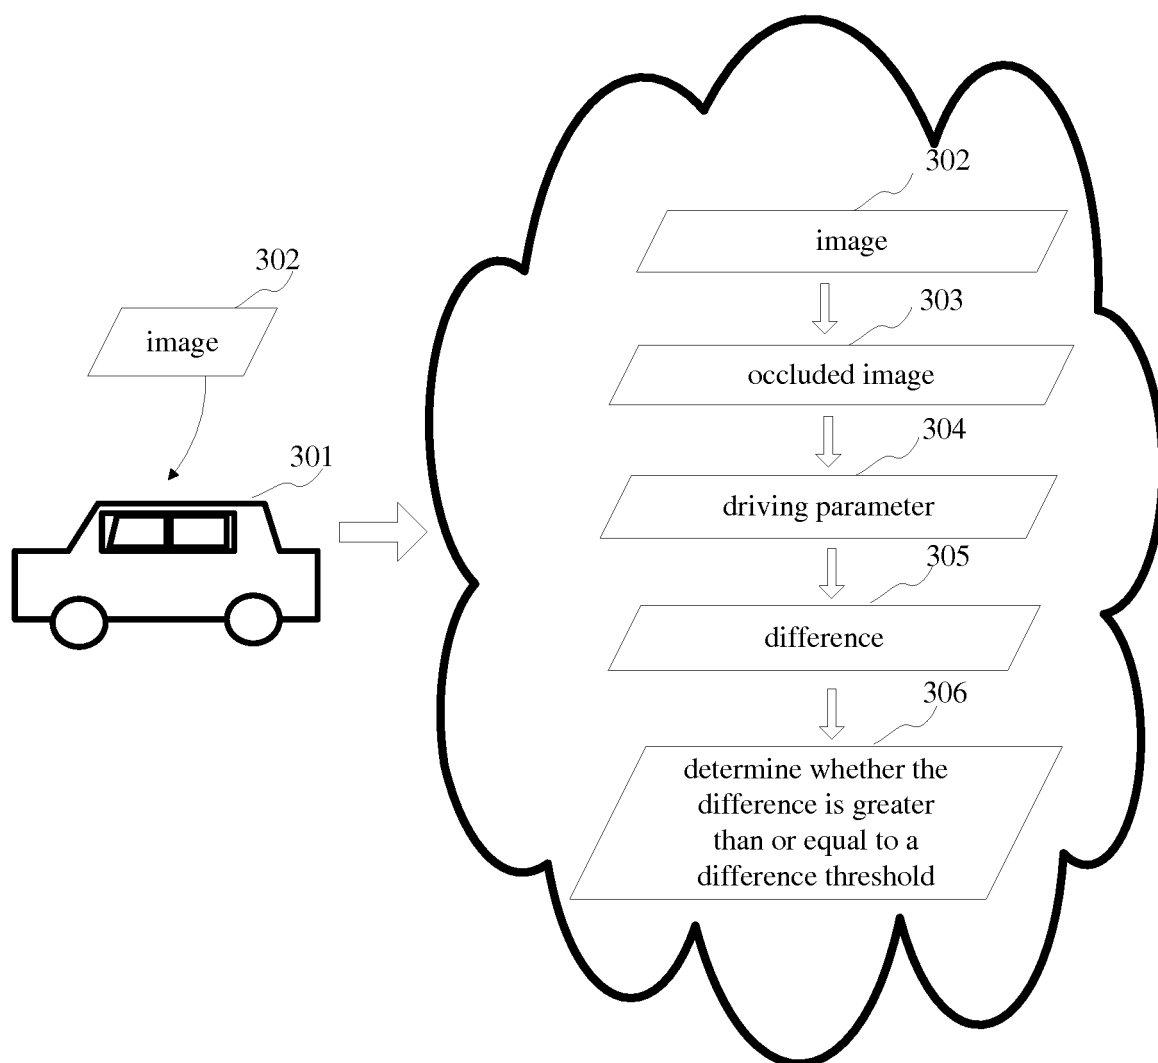 302
image
301
302
image
303
occluded image
304
driving parameter
305
difference
306
determine whether the
difference is greater
than or equal to a
difference threshold